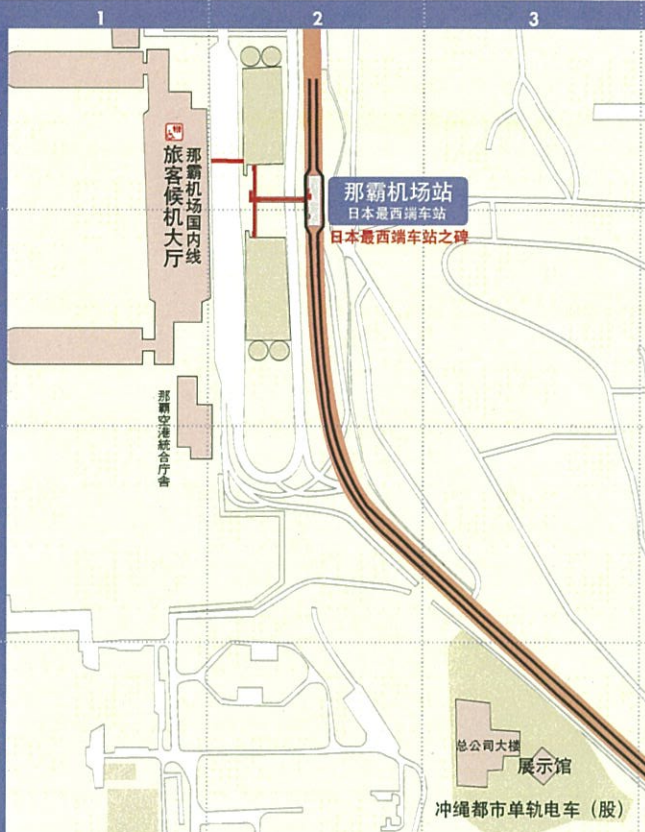 1
2
3
那霸机场国内线
旅客候机大厅
那霸机场站
日本最西端车站
日本最西端车站之碑
那霸空港統合庁舎
总公司大楼
展示馆
冲绳都市单轨电车（股）